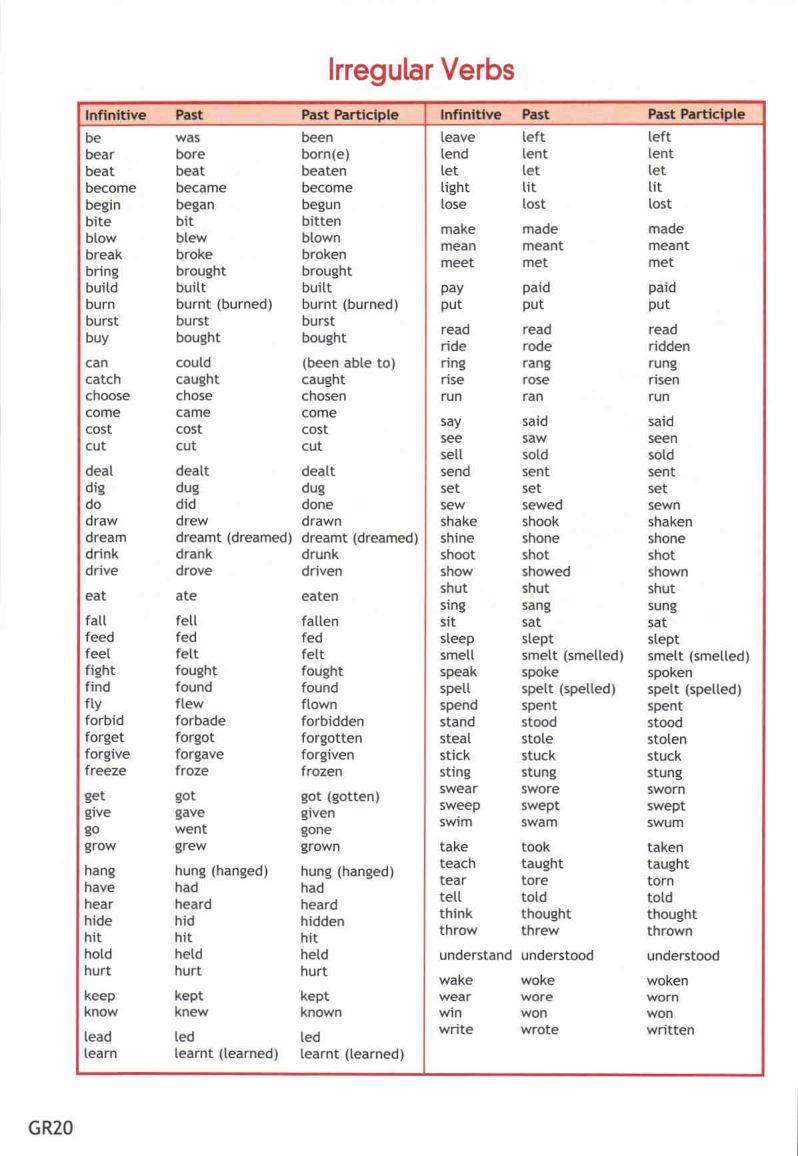 Irregular Verbs
Infinitive Past Past Participle
be was been
bear bore born(e)
beat beat beaten
become became become
begin began begun
bite bit bitten
blow blew blown
break broke broken
bring brought brought
build built built
burn burnt (burned) burnt (burned)
burst burst burst
buy bought bought
can could (been able to)
catch caught caught
choose chose chosen
come came come
cost cost cost
cut cut cut
deal dealt dealt
dig dug dug
do did done
draw drew drawn
dream dreamt (dreamed) dreamt (dreamed)
drink drank drunk
drive drove driven
eat ate eaten
fall fell fallen
feed fed fed
feel felt felt
fight fought fought
find found found
fly flew flown
forbid forbade forbidden
forget forgot forgotten
forgive forgave forgiven
freeze froze frozen
get got got (gotten)
give gave given
go went gone
grow grew grown
hang hung (hanged) hung (hanged)
have had had
hear heard heard
hide hid hidden
hit hit hit
hold held held
hurt hurt hurt
keep kept kept
know knew known
lead led led
learn learnt (learned) learnt (learned)
Infinitive Past Past Participle
leave left left
lend lent lent
let let let
light lit lit
lose lost lost
make made made
mean meant meant
meet met met
pay paid paid
put put put
read read read
ride rode ridden
ring rang rung
rise rose risen
run ran run
say said said
see saw seen
sell sold sold
send sent sent
set set set
sew sewed sewn
shake shook shaken
shine shone shone
shoot shot shot
show showed shown
shut shut shut
sing sang sung
sit sat sat
sleep slept slept
smell smelt (smelled) smelt (smelled)
speak spoke spoken
spell spelt (spelled) spelt (spelled)
spend spent spent
stand stood stood
steal stole stolen
stick stuck stuck
sting stung stung
swear swore sworn
sweep swept swept
swim swam swum
take took taken
teach taught taught
tear tore torn
tell told told
think thought thought
throw threw thrown
understand understood understood
wake woke woken
wear wore worn
win won won
write wrote written
GR20